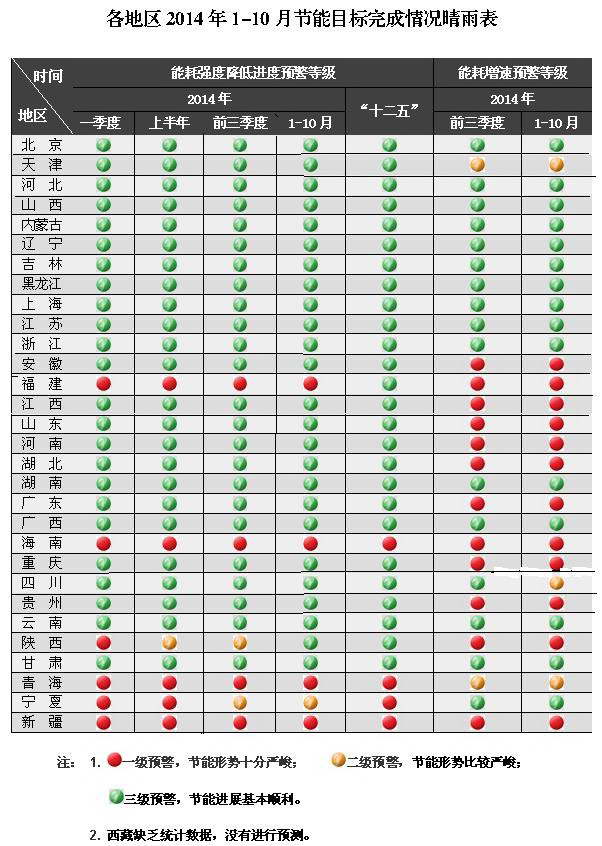 各地区2014年1-10月节能目标完成情况晴雨表
时间 能耗强度降低进度预警等级 能耗增速预警等级
地区 2014年 “十二五” 2014年
一季度 上半年 前三季度 1-10月 前三季度 1-10月
北京
天津
河北
山西
内蒙古
辽宁
吉林
黑龙江
上海
江苏
浙江
安徽
福建
江西
山东
河南
湖北
湖南
广东
广西
海南
重庆
四川
贵州
云南
陕西
甘肃
青海
宁夏
新疆
注： 1. 一级预警，节能形势十分严峻； 二级预警，节能形势比较严峻；
三级预警，节能进展基本顺利。
2. 西藏缺乏统计数据，没有进行预测。